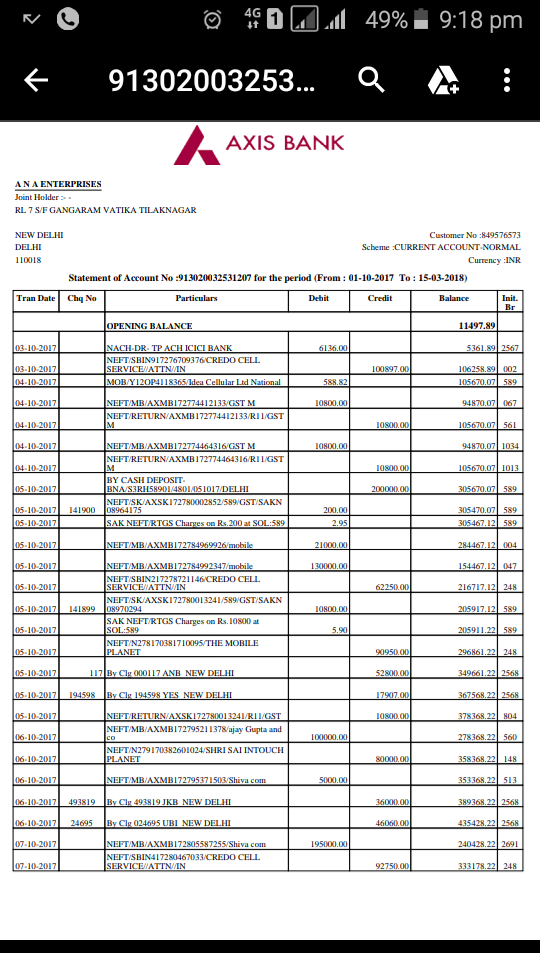 4G 1 49% 9:18 pm
91302003253...
AXIS BANK
A N A ENTERPRISES
Joint Holder :- -
RL 7 S/F GANGARAM VATIKA TILAKNAGAR
NEW DELHI
DELHI
110018
Customer No :849576573
Scheme :CURRENT ACCOUNT-NORMAL
Currency :INR
Statement of Account No :913020032531207 for the period (From : 01-10-2017 To : 15-03-2018)
Tran Date Chq No Particulars Debit Credit Balance Init. Br
OPENING BALANCE 11497.89
03-10-2017 NACH-DR- TP ACH ICICI BANK 6136.00 5361.89 2567
NEFT/SBIN917276709376/CREDO CELL
03-10-2017 SERVICE//ATTN//IN 100897.00 106258.89 002
04-10-2017 MOB/Y12OP4118365/Idea Cellular Ltd National 588.82 105670.07 589
04-10-2017 NEFT/MB/AXMB172774412133/GST M 10800.00 94870.07 067
NEFT/RETURN/AXMB172774412133/R11/GST
04-10-2017 M 10800.00 105670.07 561
04-10-2017 NEFT/MB/AXMB172774464316/GST M 10800.00 94870.07 1034
NEFT/RETURN/AXMB172774464316/R11/GST
04-10-2017 M 10800.00 105670.07 1013
BY CASH DEPOSIT-
05-10-2017 BNA/S3RH58901/4801/051017/DELHI 200000.00 305670.07 589
NEFT/SK/AXSK172780002852/589/GST/SAKN
05-10-2017 141900 08964175 200.00 305470.07 589
05-10-2017 SAK NEFT/RTGS Charges on Rs.200 at SOL:589 2.95 305467.12 589
05-10-2017 NEFT/MB/AXMB172784969926/mobile 21000.00 284467.12 004
05-10-2017 NEFT/MB/AXMB172784992347/mobile 130000.00 154467.12 047
NEFT/SBIN217278721146/CREDO CELL
05-10-2017 SERVICE//ATTN//IN 62250.00 216717.12 248
NEFT/SK/AXSK172780013241/589/GST/SAKN
05-10-2017 141899 08970294 10800.00 205917.12 589
SAK NEFT/RTGS Charges on Rs.10800 at
05-10-2017 SOL:589 5.90 205911.22 589
NEFT/N278170381710095/THE MOBILE
05-10-2017 PLANET 90950.00 296861.22 248
05-10-2017 117 By Clg 000117 ANB NEW DELHI 52800.00 349661.22 2568
05-10-2017 194598 By Clg 194598 YES NEW DELHI 17907.00 367568.22 2568
05-10-2017 NEFT/RETURN/AXSK172780013241/R11/GST 10800.00 378368.22 804
NEFT/MB/AXMB172795211378/ajay Gupta and
06-10-2017 co 100000.00 278368.22 560
NEFT/N279170382601024/SHRI SAI INTOUCH
06-10-2017 PLANET 80000.00 358368.22 148
06-10-2017 NEFT/MB/AXMB172795371503/Shiva com 5000.00 353368.22 513
06-10-2017 493819 By Clg 493819 JKB NEW DELHI 36000.00 389368.22 2568
06-10-2017 24695 By Clg 024695 UBI NEW DELHI 46060.00 435428.22 2568
07-10-2017 NEFT/MB/AXMB172805587255/Shiva com 195000.00 240428.22 2691
NEFT/SBIN417280467033/CREDO CELL
07-10-2017 SERVICE//ATTN//IN 92750.00 333178.22 248